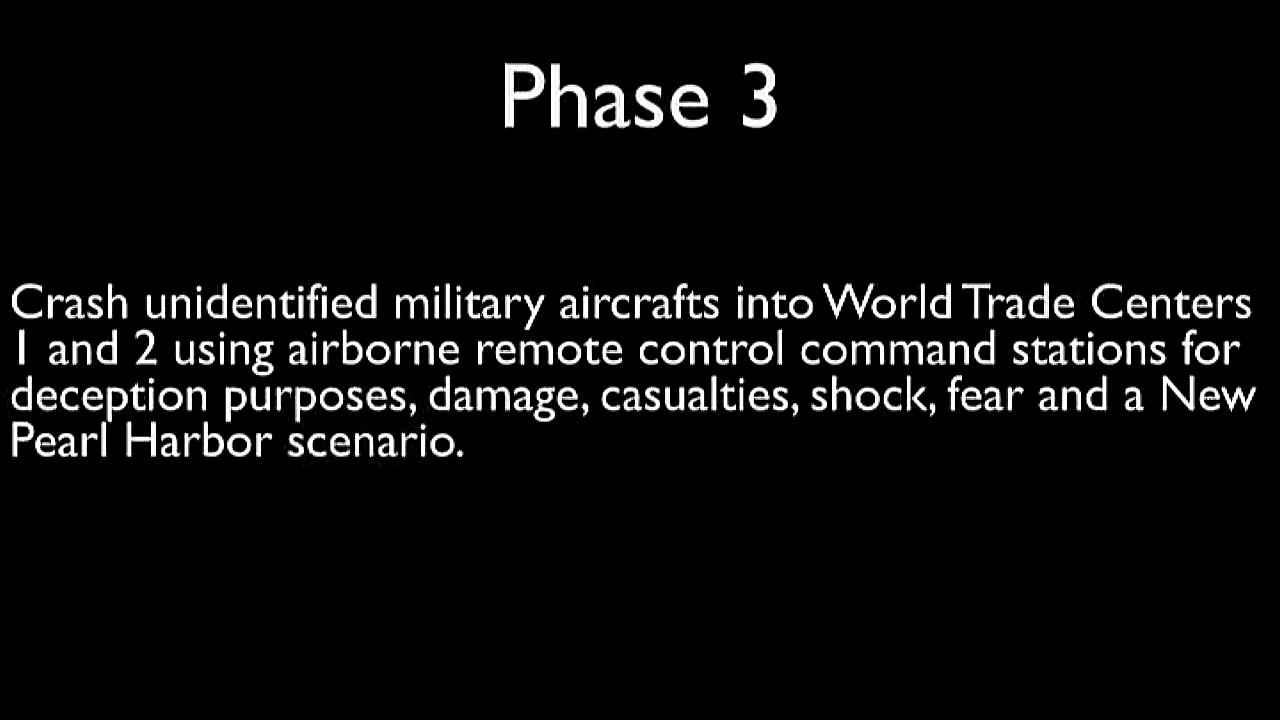 Phase 3
Crash unidentified military aircrafts into World Trade Centers
1 and 2 using airborne remote control command stations for
deception purposes, damage, casualties, shock, fear and a New
Pearl Harbor scenario.